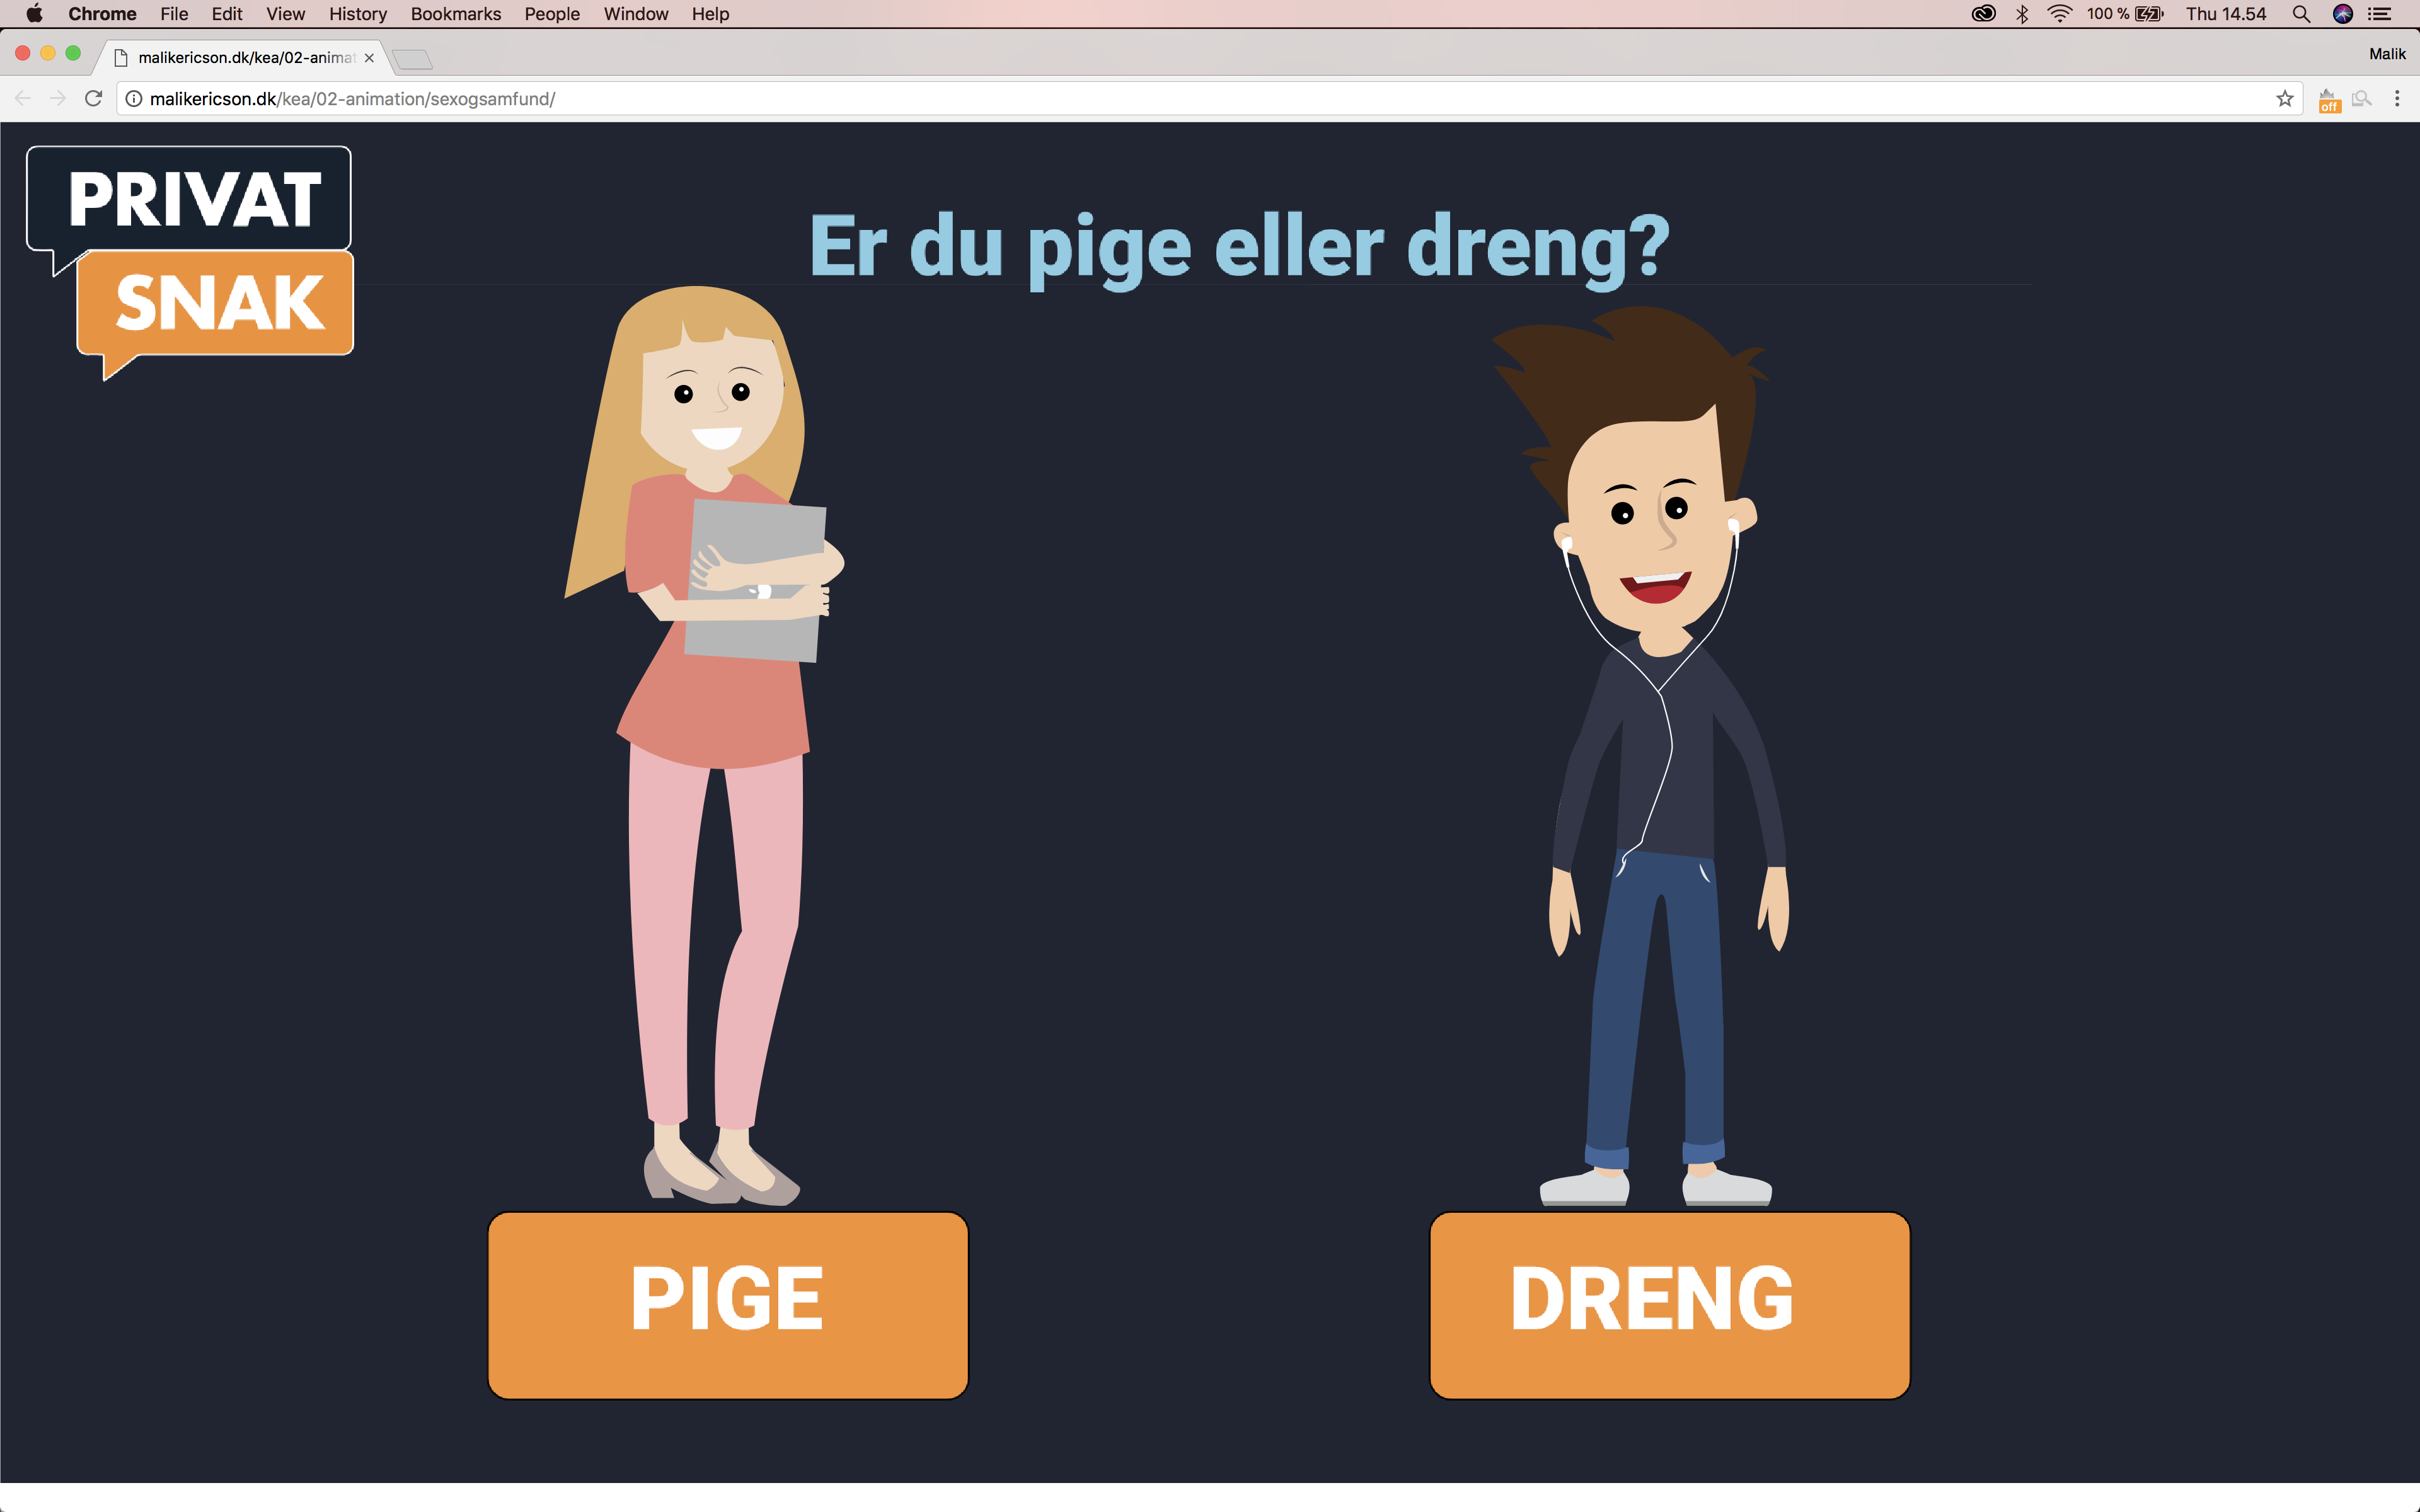 Chrome File Edit View History Bookmarks People Window Help 100 % Thu 14.54
malikericson.dk/kea/02-animat Malik
malikericson.dk/kea/02-animation/sexogsamfund/ off
PRIVAT
SNAK
Er du pige eller dreng?
PIGE DRENG